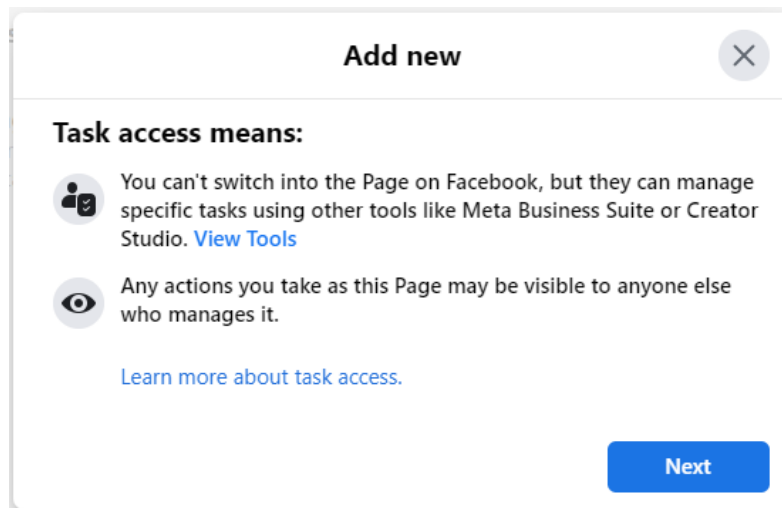 Add new
Task access means:
You can't switch into the Page on Facebook, but they can manage
specific tasks using other tools like Meta Business Suite or Creator
Studio. View Tools
Any actions you take as this Page may be visible to anyone else
who manages it.
Learn more about task access.
Next